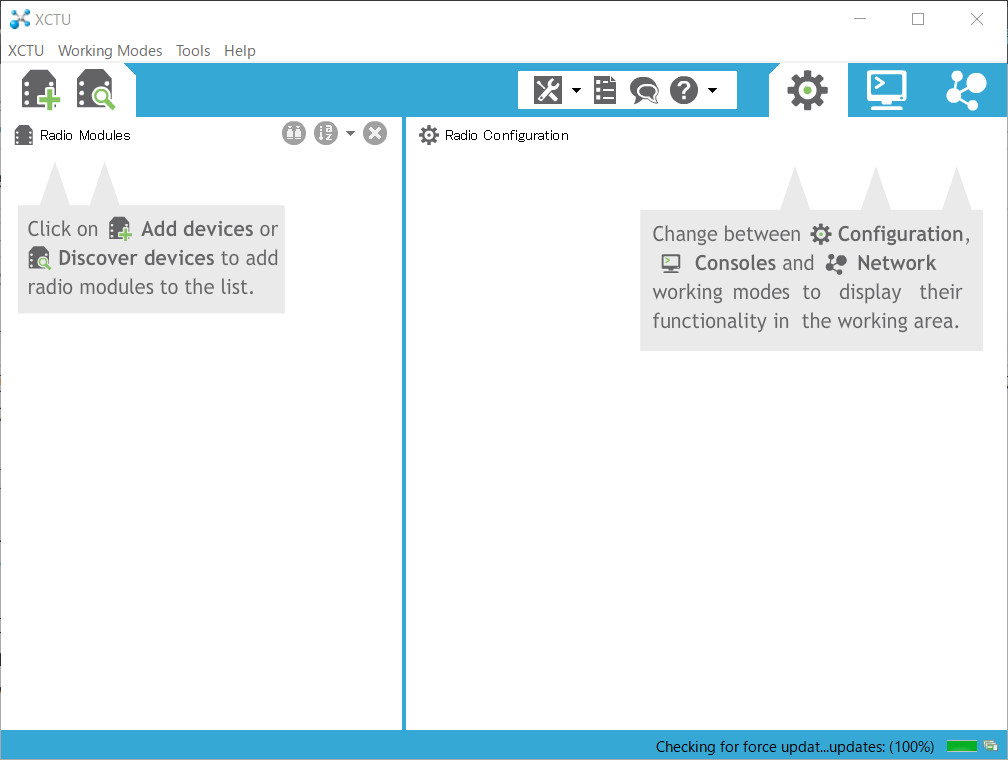 XCTU
XCTU Working Modes Tools Help
Radio Modules
Radio Configuration
Click on Add devices or
Discover devices to add
radio modules to the list.
Change between Configuration,
Consoles and Network
working modes to display their
functionality in the working area.
Checking for force updat...updates: (100%)